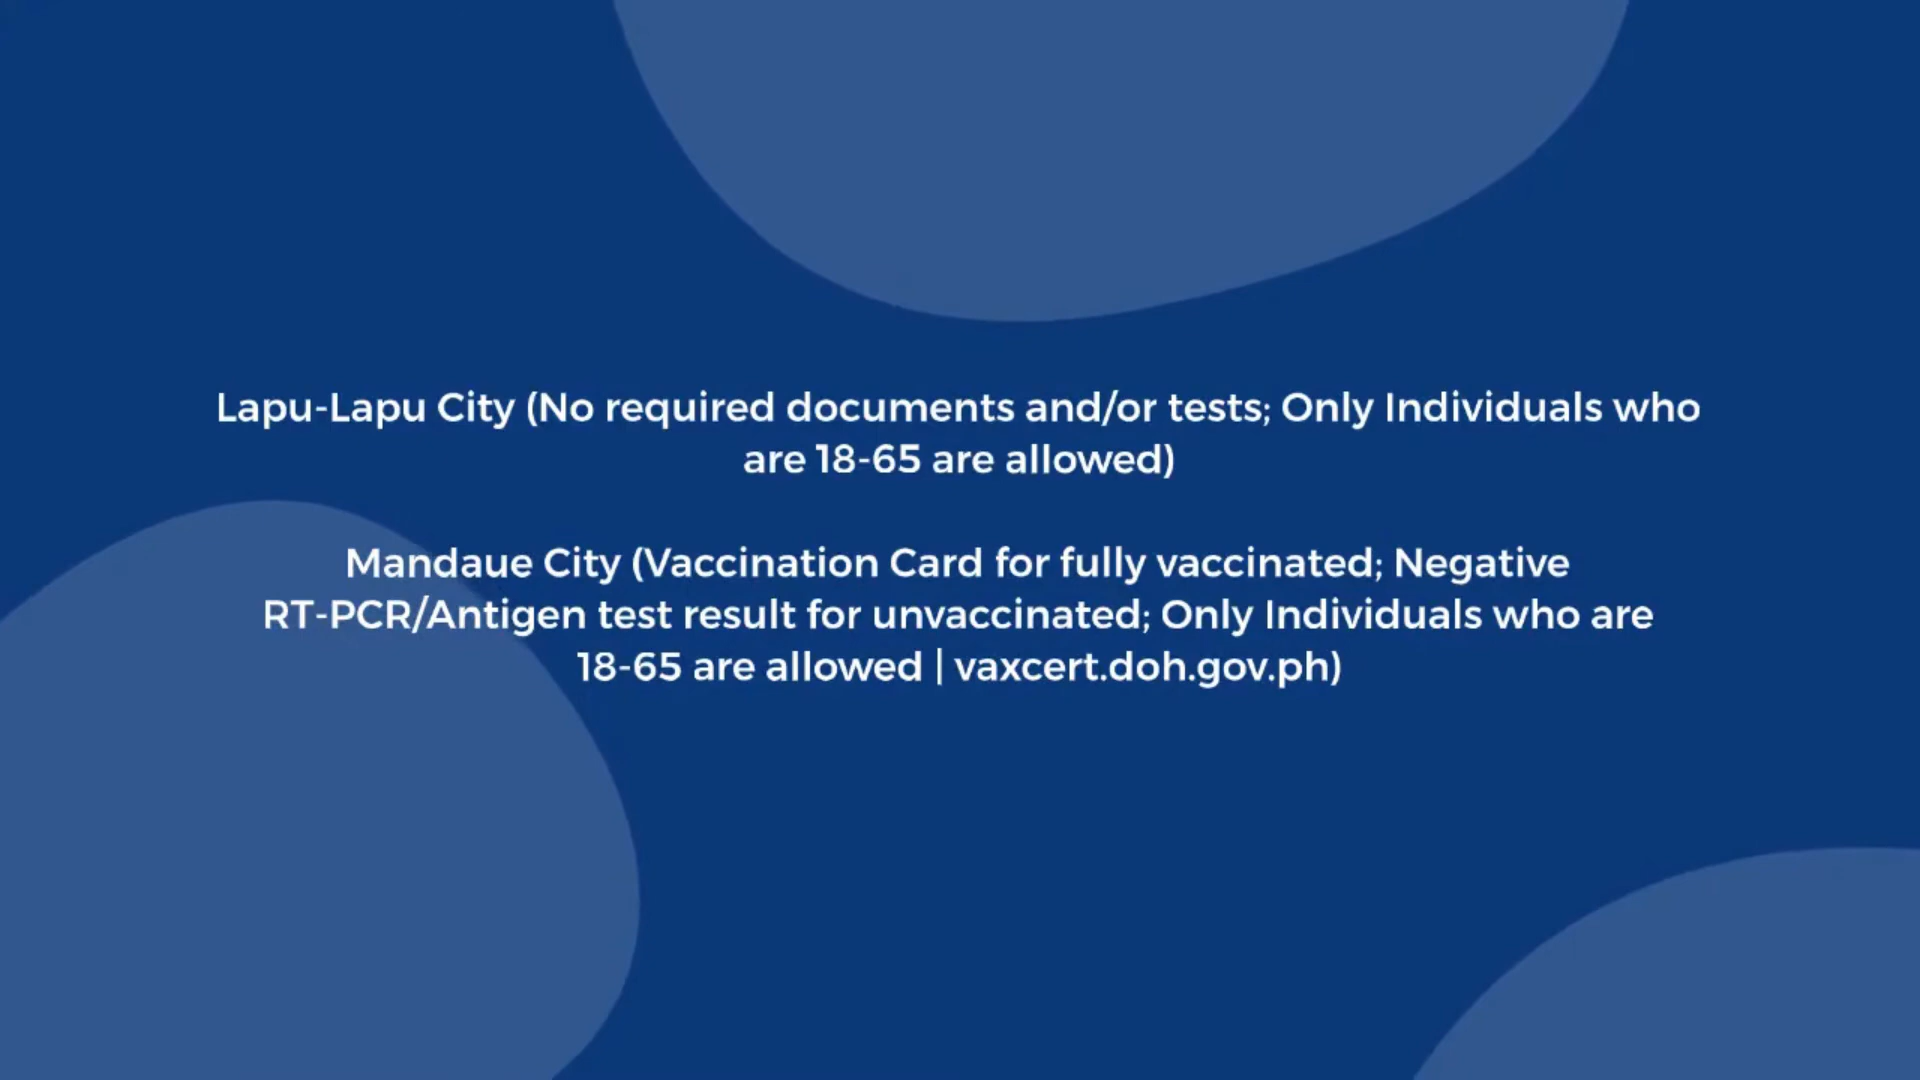 Lapu-Lapu City (No required documents and/or tests; Only Individuals who
are 18-65 are allowed)
Mandaue City (Vaccination Card for fully vaccinated; Negative
RT-PCR/Antigen test result for unvaccinated; Only Individuals who are
18-65 are allowed | vaxcert.doh.gov.ph)